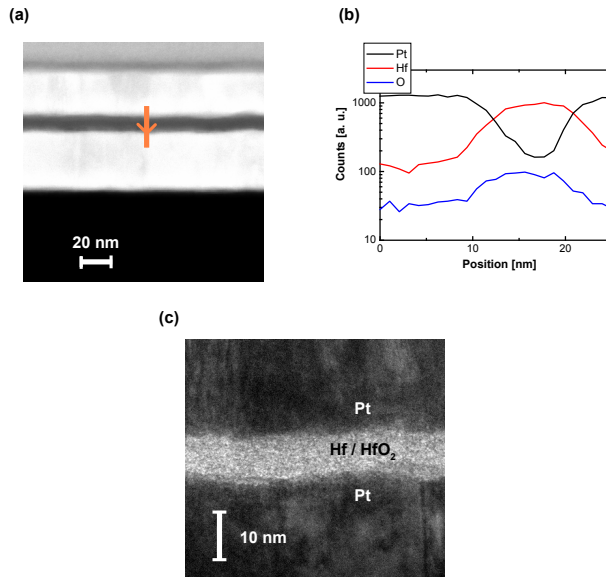 (a)
20 nm
(b)
Pt
Hf
O
Counts [a. u.]
1000
100
10
0
10
20
Position [nm]
(c)
Pt
Hf / HfO₂
Pt
10 nm